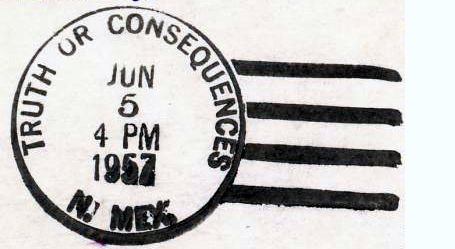 TRUTH OR CONSEQUENCES
JUN
5
4 PM
1957
N. MEX.